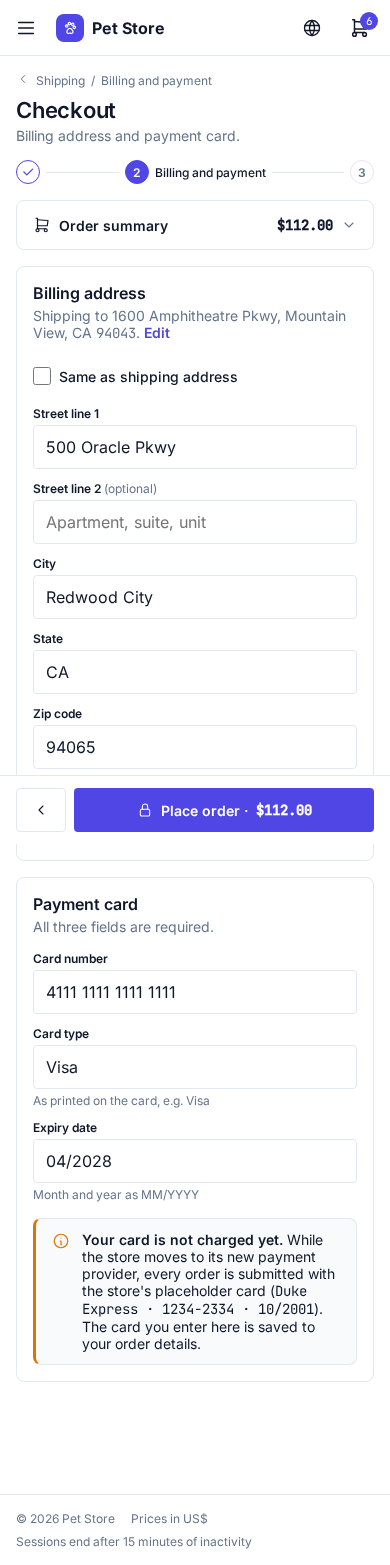 Pet Store
6
Shipping / Billing and payment
Checkout
Billing address and payment card.
2 Billing and payment 3
Order summary $112.00
Billing address
Shipping to 1600 Amphitheatre Pkwy, Mountain
View, CA 94043. Edit
Same as shipping address
Street line 1
500 Oracle Pkwy
Street line 2 (optional)
Apartment, suite, unit
City
Redwood City
State
CA
Zip code
94065
Place order · $112.00
Payment card
All three fields are required.
Card number
4111 1111 1111 1111
Card type
Visa
As printed on the card, e.g. Visa
Expiry date
04/2028
Month and year as MM/YYYY
Your card is not charged yet. While
the store moves to its new payment
provider, every order is submitted with
the store's placeholder card (Duke
Express · 1234-2334 · 10/2001).
The card you enter here is saved to
your order details.
© 2026 Pet Store Prices in US$
Sessions end after 15 minutes of inactivity